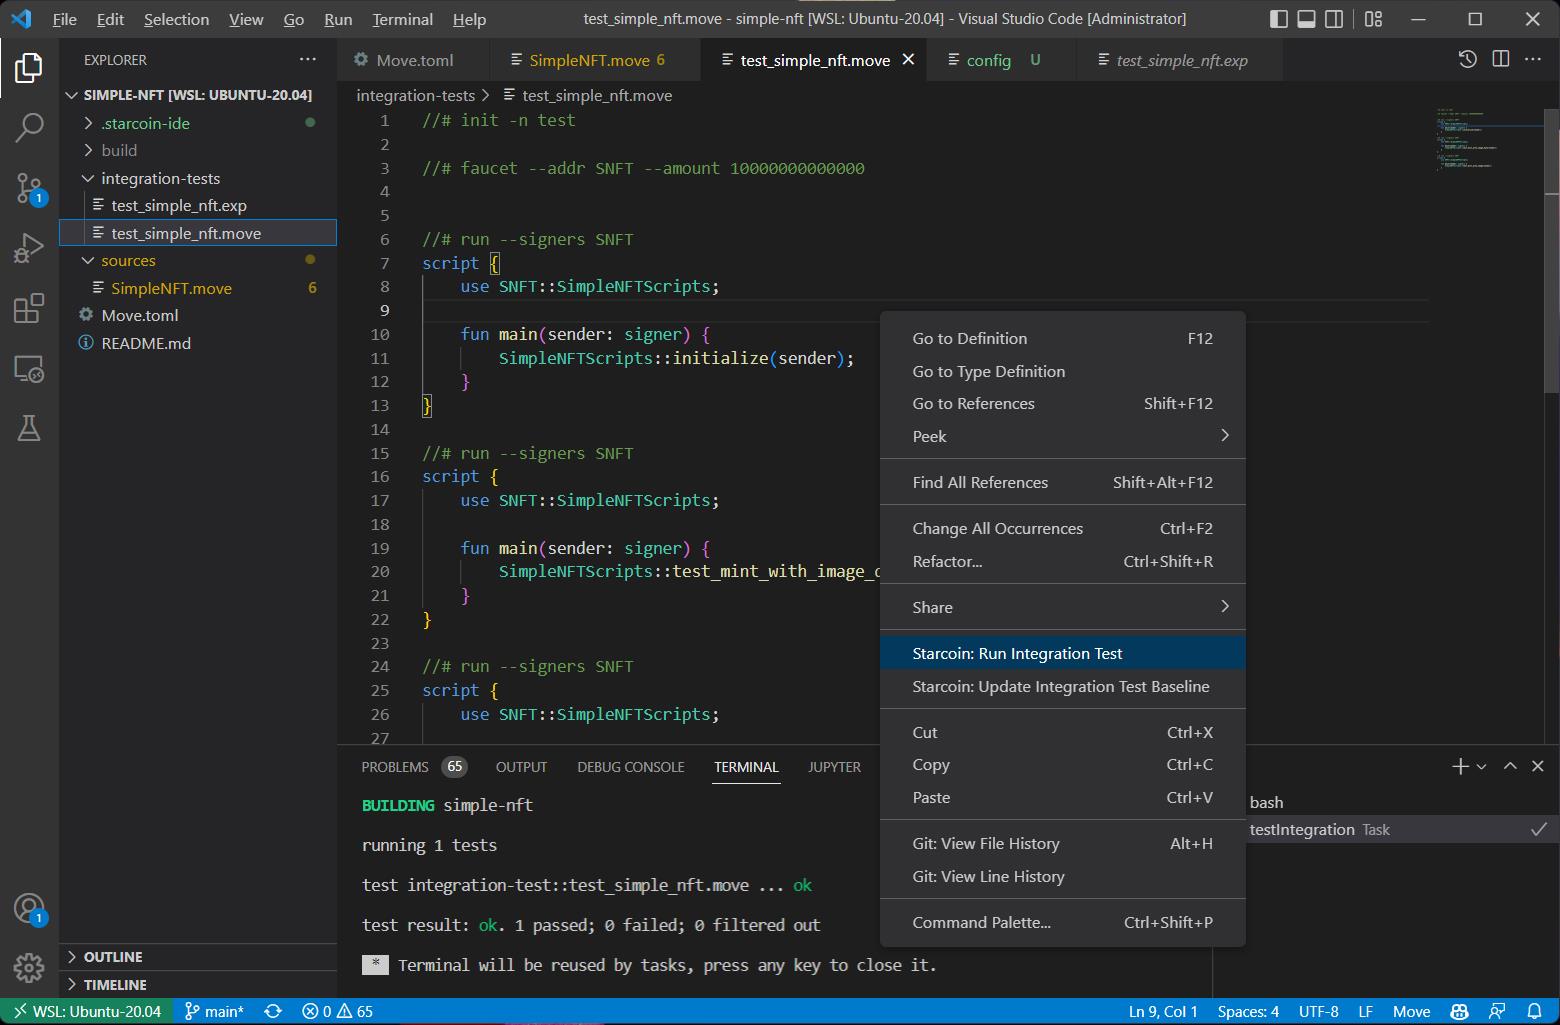 File Edit Selection View Go Run Terminal Help test_simple_nft.move - simple-nft [WSL: Ubuntu-20.04] - Visual Studio Code [Administrator]
EXPLORER
SIMPLE-NFT [WSL: UBUNTU-20.04]
.starcoin-ide
build
integration-tests
test_simple_nft.exp
test_simple_nft.move
sources
SimpleNFT.move 6
Move.toml
README.md
OUTLINE
TIMELINE
1
1
Move.toml SimpleNFT.move 6 test_simple_nft.move config U test_simple_nft.exp
integration-tests > test_simple_nft.move
1 //# init -n test
2
3 //# faucet --addr SNFT --amount 10000000000000
4
5
6 //# run --signers SNFT
7 script {
8 use SNFT::SimpleNFTScripts;
9
10 fun main(sender: signer) {
11 SimpleNFTScripts::initialize(sender);
12 }
13 }
14
15 //# run --signers SNFT
16 script {
17 use SNFT::SimpleNFTScripts;
18
19 fun main(sender: signer) {
20 SimpleNFTScripts::test_mint_with_image_
21 }
22 }
23
24 //# run --signers SNFT
25 script {
26 use SNFT::SimpleNFTScripts;
27
Go to Definition F12
Go to Type Definition
Go to References Shift+F12
Peek
Find All References Shift+Alt+F12
Change All Occurrences Ctrl+F2
Refactor... Ctrl+Shift+R
Share
Starcoin: Run Integration Test
Starcoin: Update Integration Test Baseline
Cut Ctrl+X
Copy Ctrl+C
Paste Ctrl+V
Git: View File History Alt+H
Git: View Line History
Command Palette... Ctrl+Shift+P
PROBLEMS 65 OUTPUT DEBUG CONSOLE TERMINAL JUPYTER
BUILDING simple-nft
running 1 tests
test integration-test::test_simple_nft.move ... ok
test result: ok. 1 passed; 0 failed; 0 filtered out
* Terminal will be reused by tasks, press any key to close it.
bash
testIntegration Task
WSL: Ubuntu-20.04 main* 0 65 Ln 9, Col 1 Spaces: 4 UTF-8 LF Move